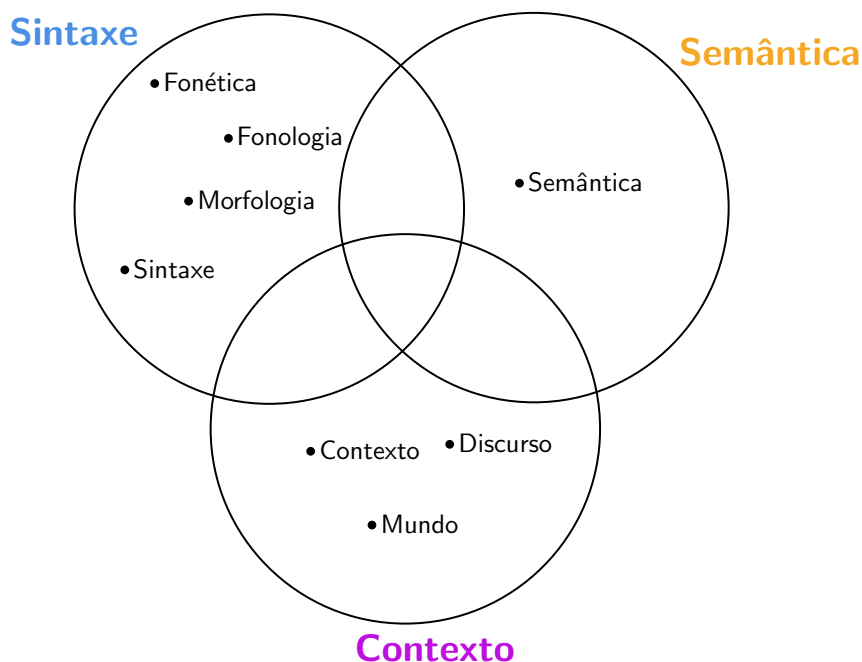 Sintaxe
Semântica
• Fonética
• Fonologia
• Semântica
• Morfologia
• Sintaxe
• Contexto
• Discurso
• Mundo
Contexto